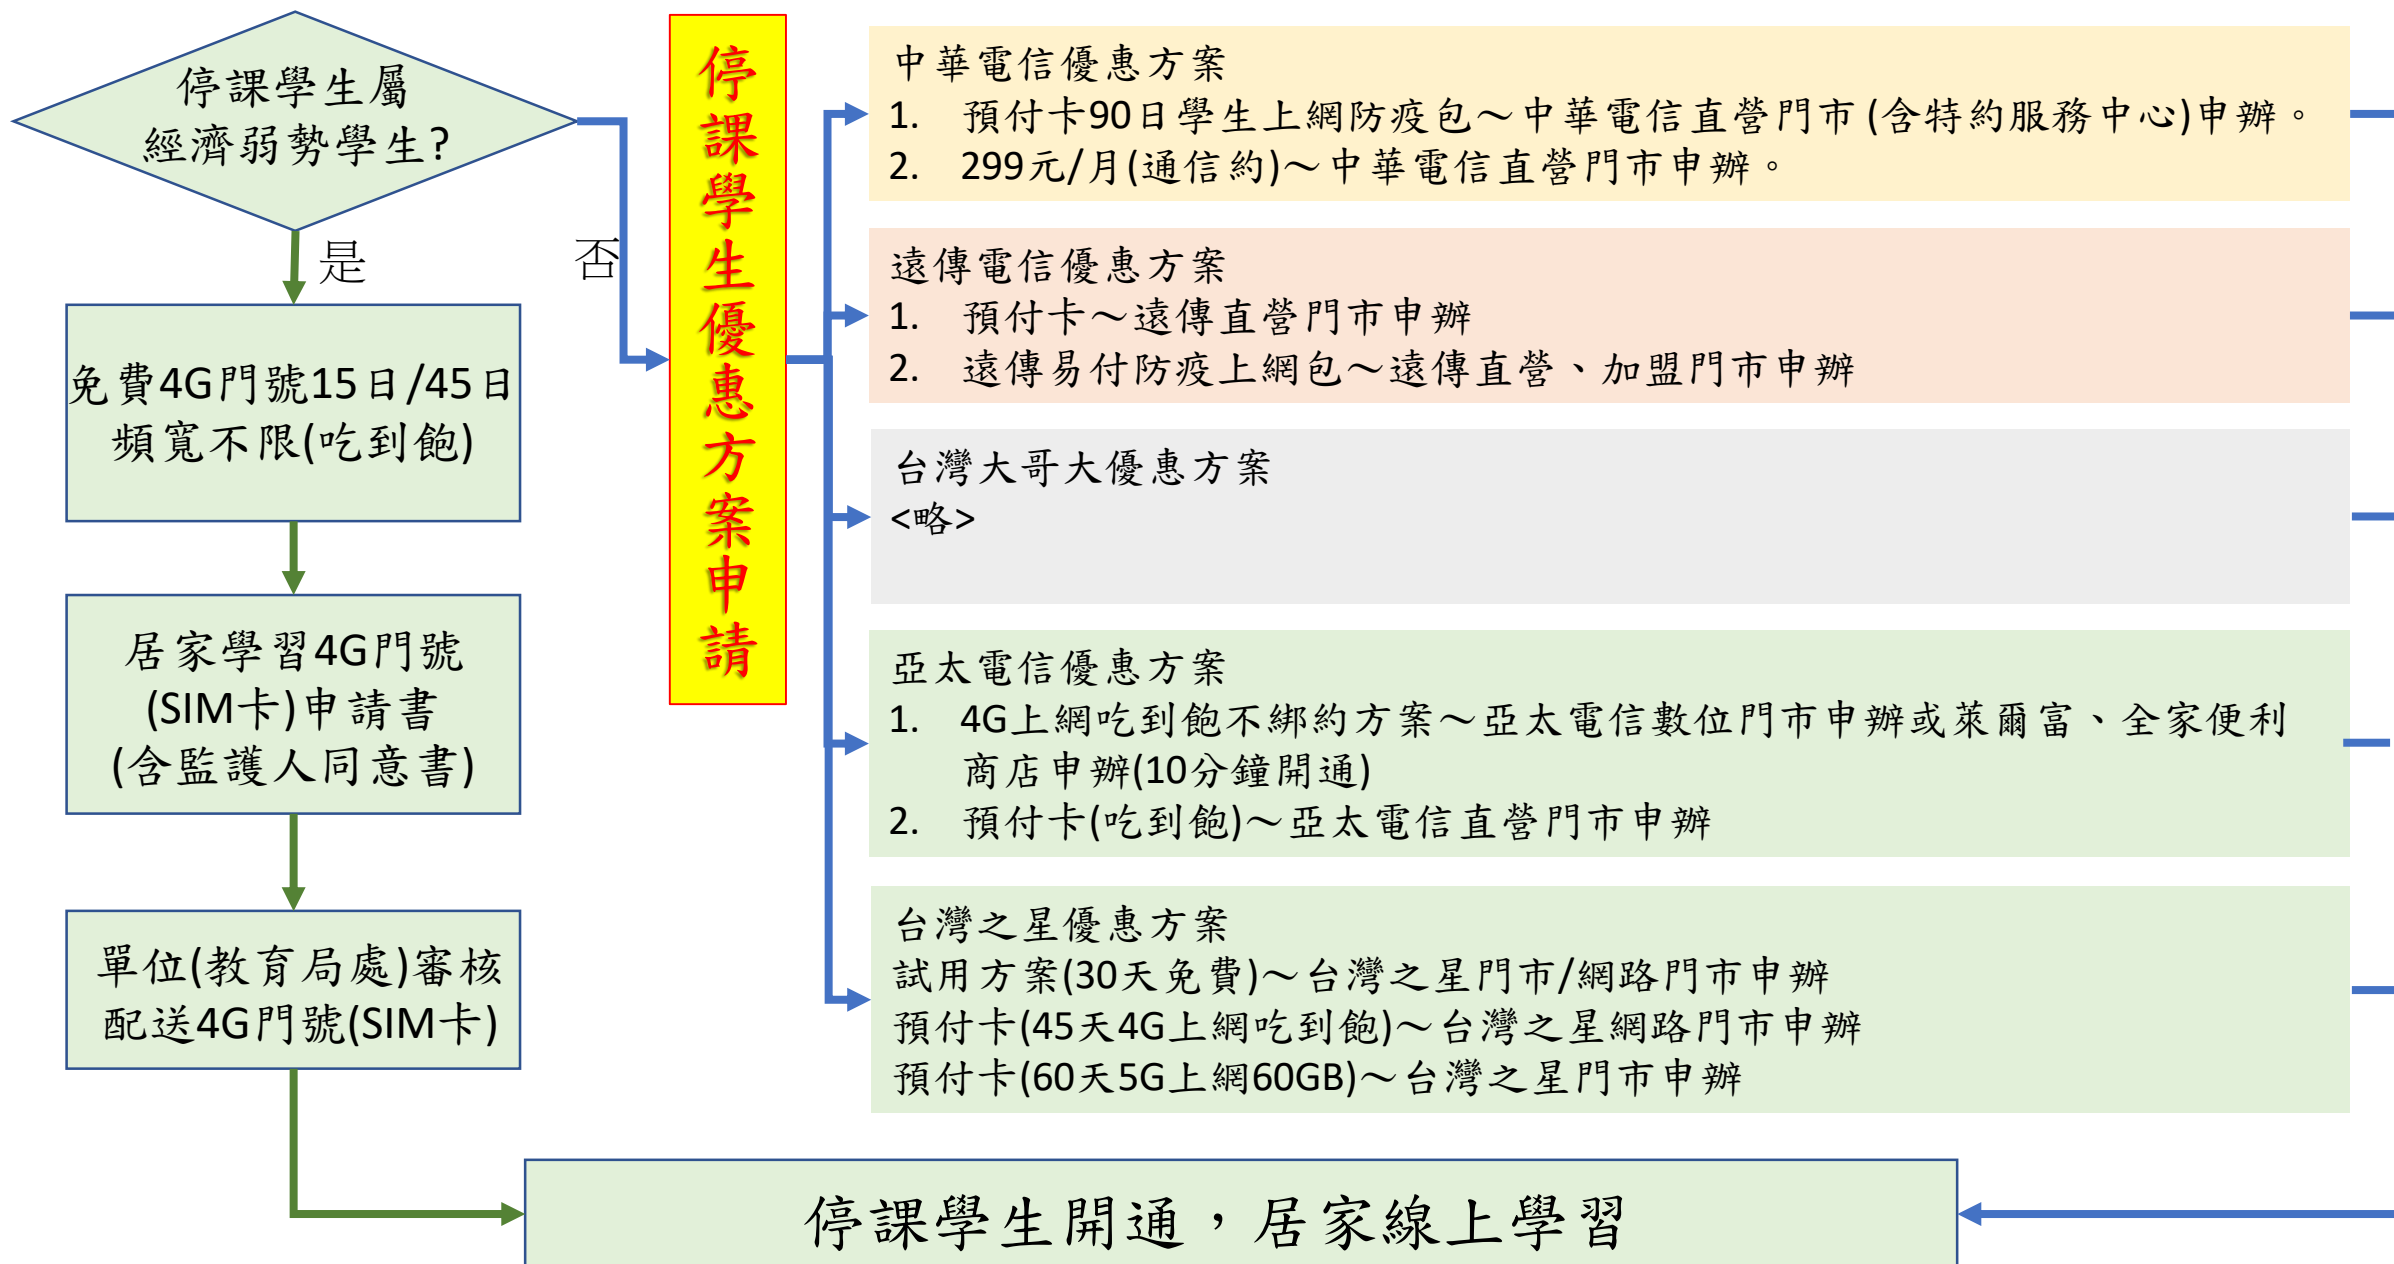 停課學生屬
經濟弱勢學生?
是
否
免費4G門號15日/45日
頻寬不限(吃到飽)
居家學習4G門號
(SIM卡)申請書
(含監護人同意書)
單位(教育局處)審核
配送4G門號(SIM卡)
停課學生優惠方案申請
中華電信優惠方案
1. 預付卡90日學生上網防疫包～中華電信直營門市(含特約服務中心)申辦。
2. 299元/月(通信約)～中華電信直營門市申辦。
遠傳電信優惠方案
1. 預付卡～遠傳直營門市申辦
2. 遠傳易付防疫上網包～遠傳直營、加盟門市申辦
台灣大哥大優惠方案
<略>
亞太電信優惠方案
1. 4G上網吃到飽不綁約方案～亞太電信數位門市申辦或萊爾富、全家便利
商店申辦(10分鐘開通)
2. 預付卡(吃到飽)～亞太電信直營門市申辦
台灣之星優惠方案
試用方案(30天免費)～台灣之星門市/網路門市申辦
預付卡(45天4G上網吃到飽)～台灣之星網路門市申辦
預付卡(60天5G上網60GB)～台灣之星門市申辦
停課學生開通，居家線上學習